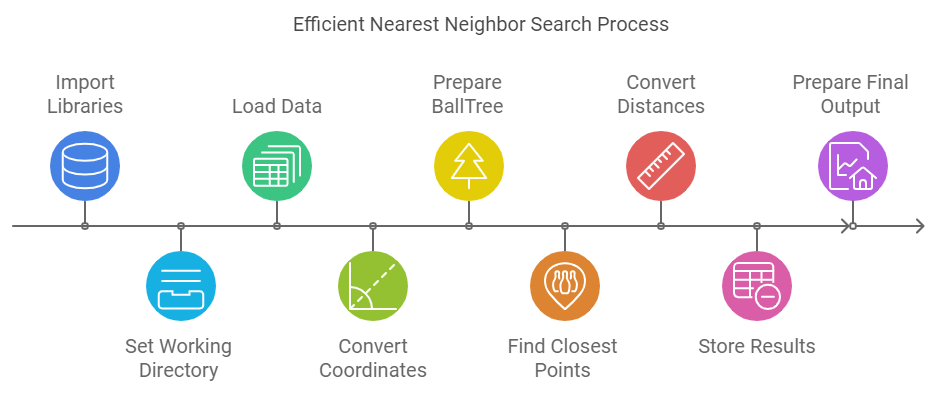 Efficient Nearest Neighbor Search Process
Import
Libraries
Load Data
Prepare
BallTree
Convert
Distances
Prepare Final
Output
Set Working
Directory
Convert
Coordinates
Find Closest
Points
Store Results